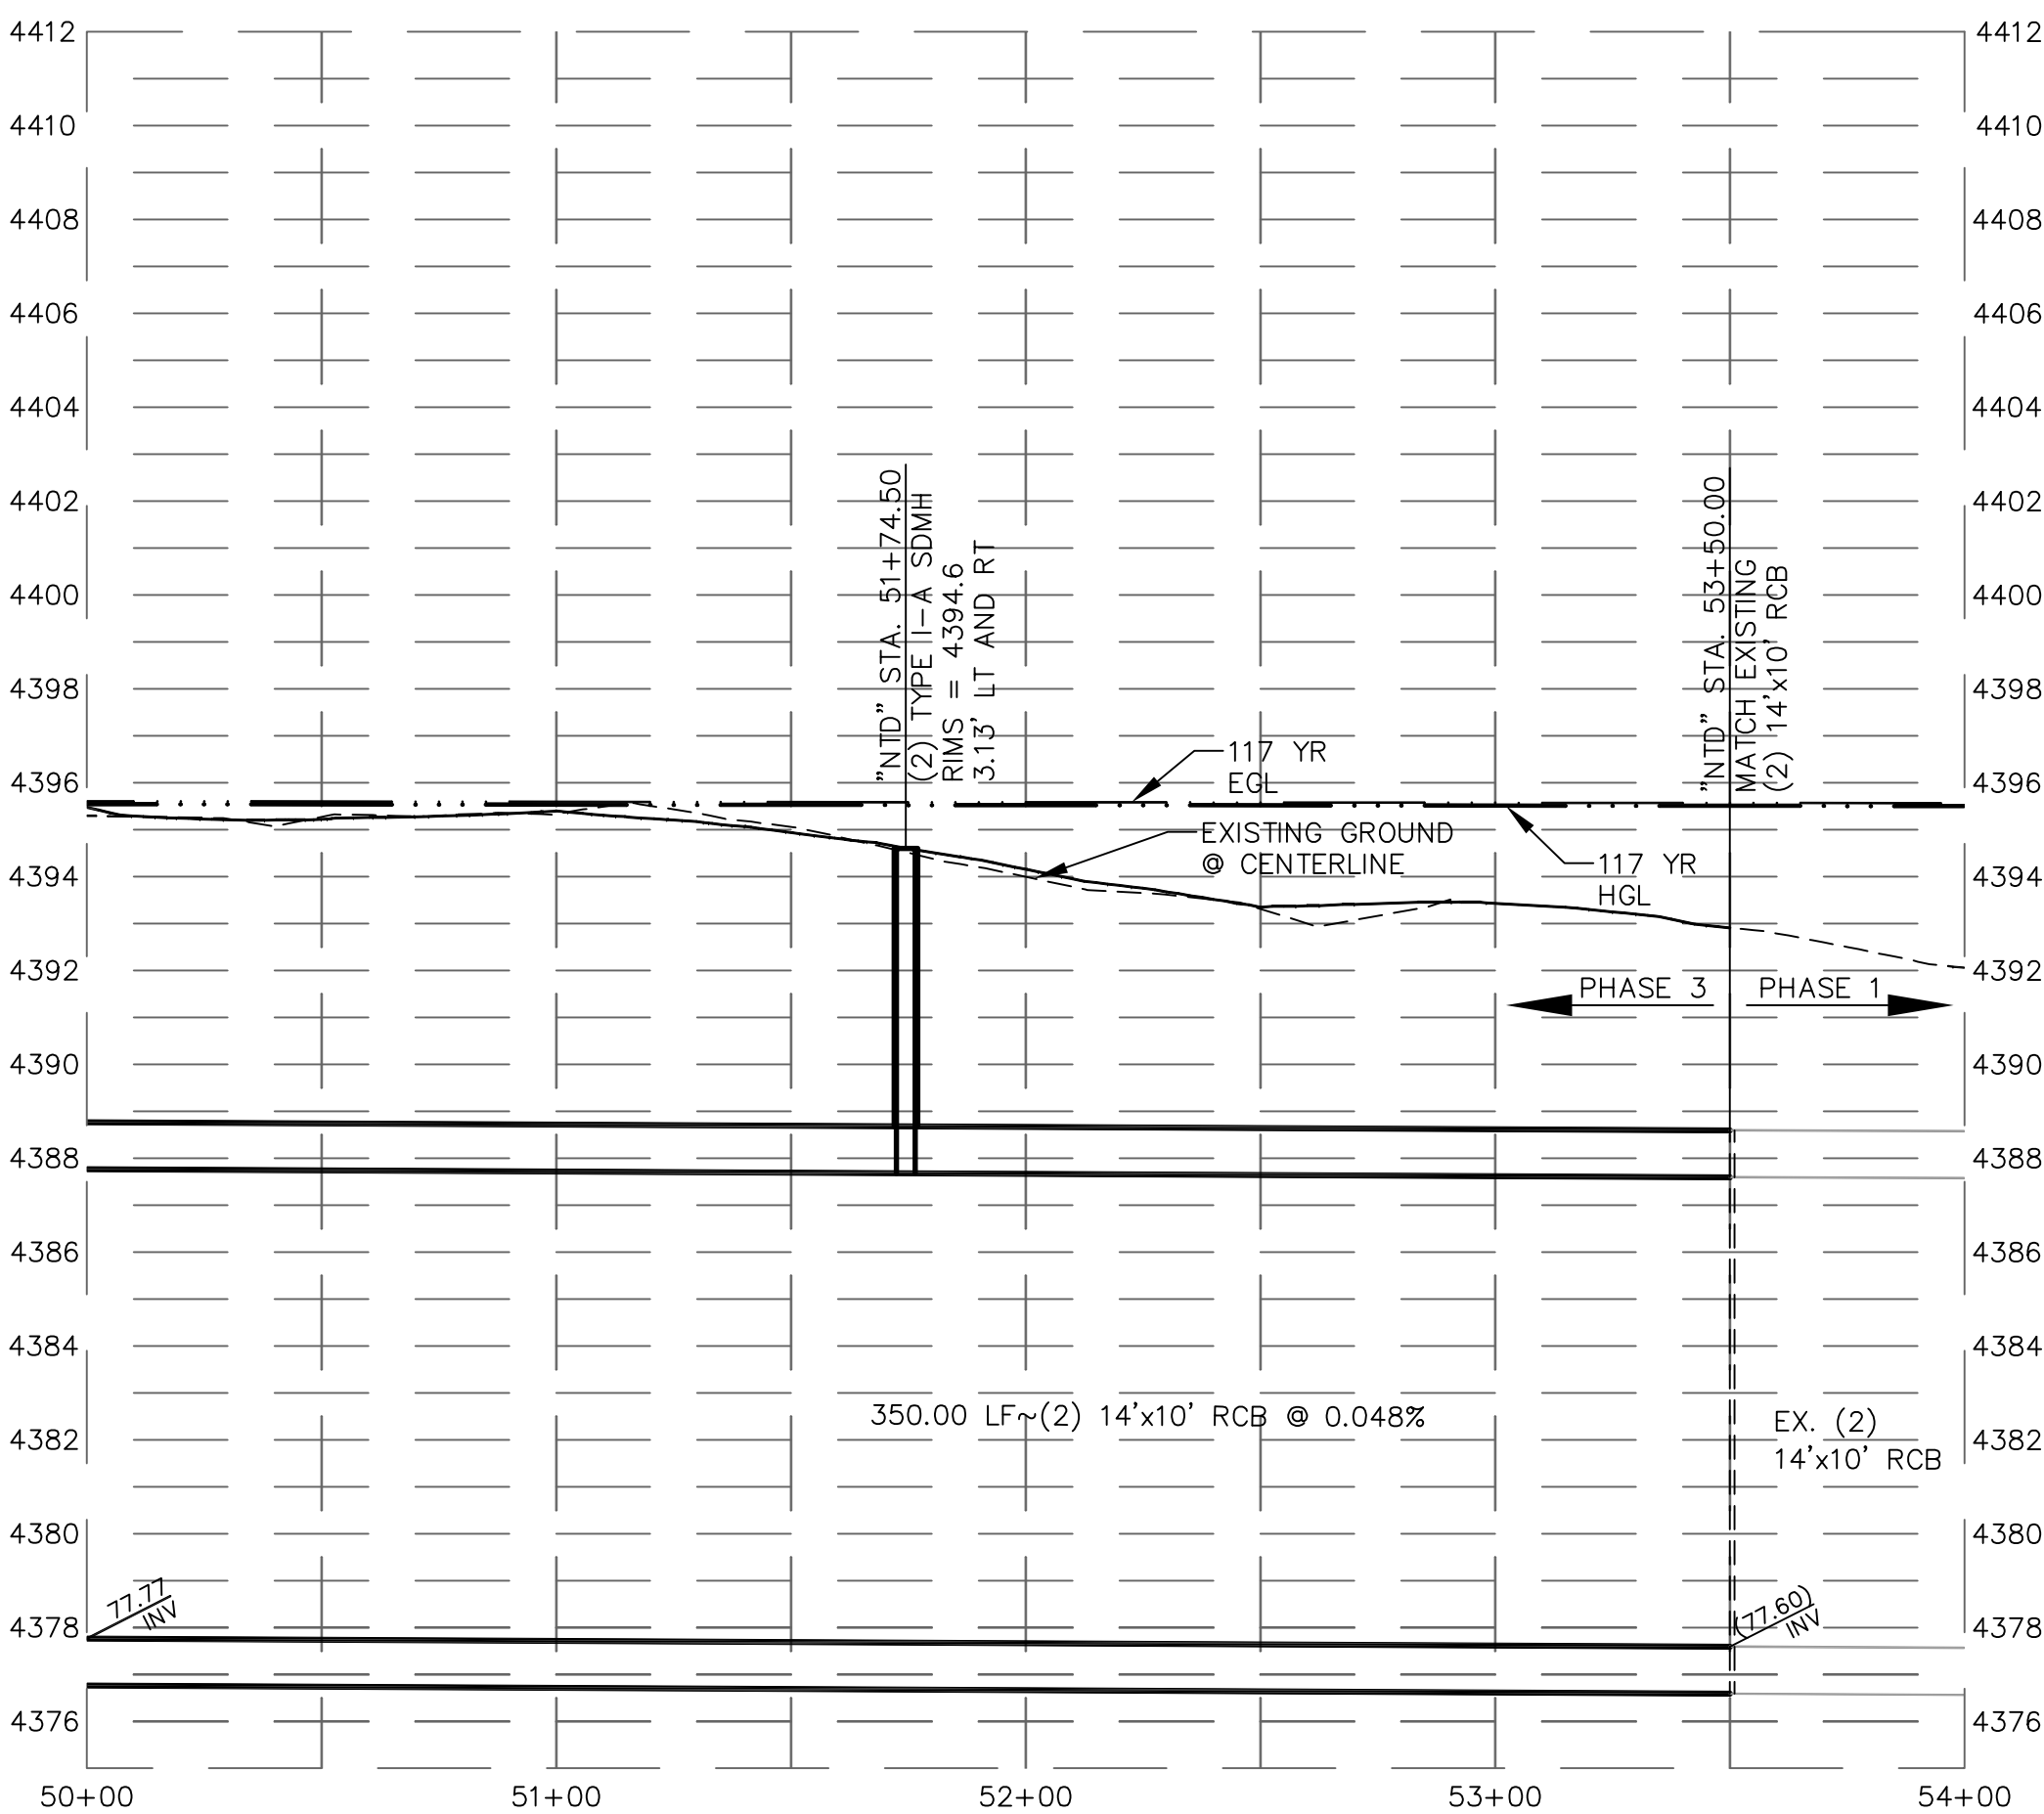 4412
4410
4408
4406
4404
4402
4400
4398
4396
4394
4392
4390
4388
4386
4384
4382
4380
4378
4376
4412
4410
4408
4406
4404
4402
4400
4398
4396
4394
4392
4390
4388
4386
4384
4382
4380
4378
4376
"NTD" STA. 51+74.50
(2) TYPE I-A SDMH
RIMS = 4394.6
3.13' LT AND RT
"NTD" STA. 53+50.00
MATCH EXISTING
(2) 14'x10' RCB
117 YR
EGL
EXISTING GROUND
@ CENTERLINE
117 YR
HGL
PHASE 3
PHASE 1
350.00 LF~(2) 14'x10' RCB @ 0.048%
EX. (2)
14'x10' RCB
77.77
INV
(77.60)
INV
50+00
51+00
52+00
53+00
54+00